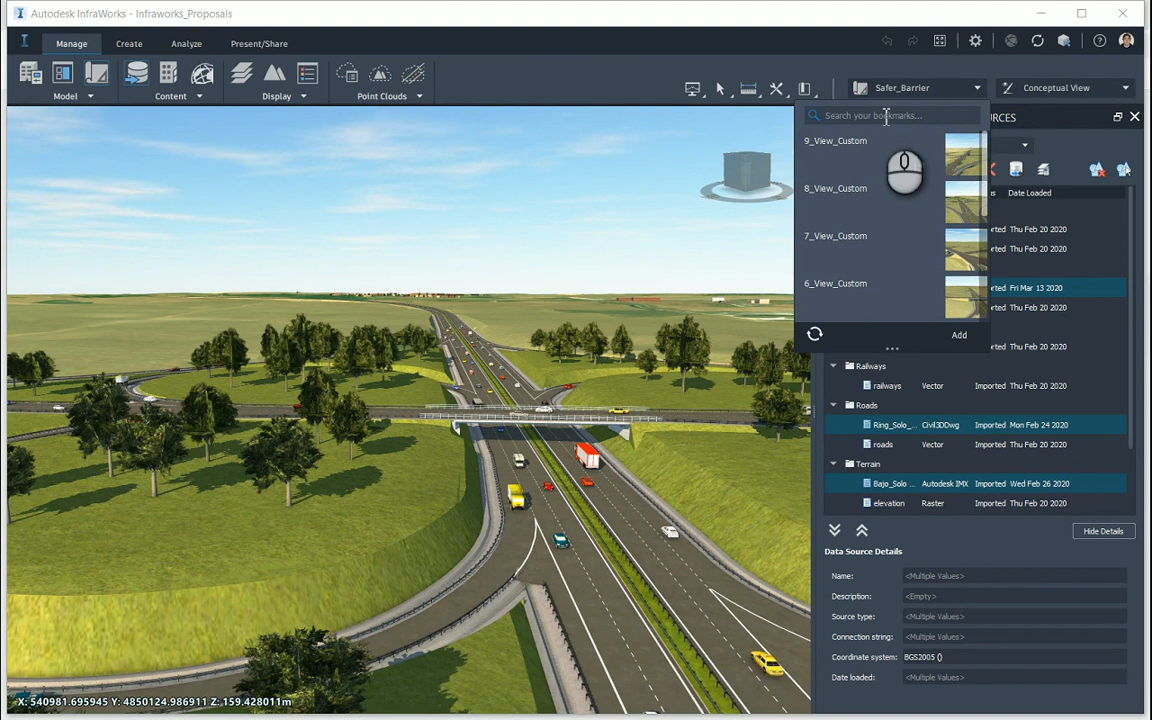 Autodesk InfraWorks - Infraworks_Proposals
Manage
Create
Analyze
Present/Share
Model
Content
Display
Point Clouds
Safer_Barrier
Conceptual View
Search your bookmarks...
9_View_Custom
8_View_Custom
7_View_Custom
6_View_Custom
Add
Date Loaded
Thu Feb 20 2020
Thu Feb 20 2020
Fri Mar 13 2020
Thu Feb 20 2020
Thu Feb 20 2020
Railways
railways Vector Imported Thu Feb 20 2020
Roads
Ring_Solo_... Civil3DDwg Imported Mon Feb 24 2020
roads Vector Imported Thu Feb 20 2020
Terrain
Bajo_Solo ... Autodesk IMX Imported Wed Feb 26 2020
elevation Raster Imported Thu Feb 20 2020
Hide Details
Data Source Details
Name: <Multiple Values>
Description: <Empty>
Source type: <Multiple Values>
Connection string: <Multiple Values>
Coordinate system: BGS2005 ()
Date loaded: <Multiple Values>
X: 540981.695945 Y: 4850124.986911 Z: 159.428011m